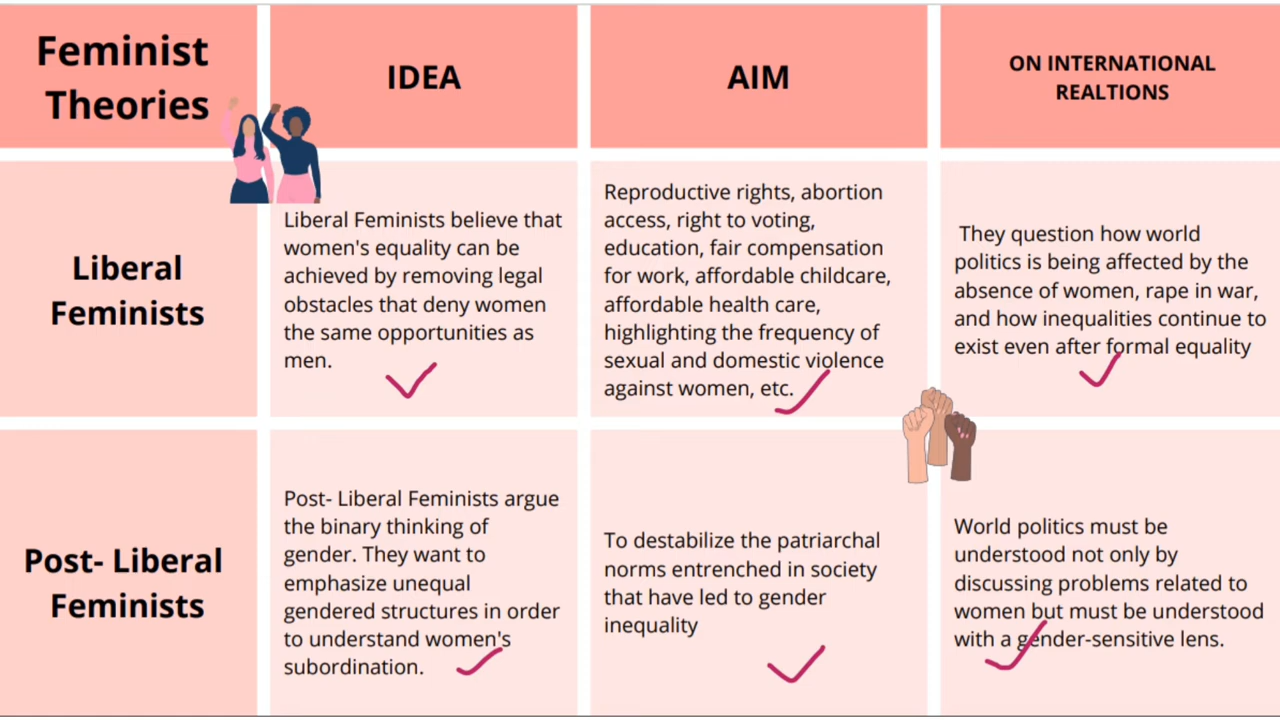 Feminist
Theories
IDEA
AIM
ON INTERNATIONAL
REALTIONS
Liberal
Feminists
Liberal Feminists believe that
women's equality can be
achieved by removing legal
obstacles that deny women
the same opportunities as
men.
Reproductive rights, abortion
access, right to voting,
education, fair compensation
for work, affordable childcare,
affordable health care,
highlighting the frequency of
sexual and domestic violence
against women, etc.
They question how world
politics is being affected by the
absence of women, rape in war,
and how inequalities continue to
exist even after formal equality
Post- Liberal
Feminists
Post- Liberal Feminists argue
the binary thinking of
gender. They want to
emphasize unequal
gendered structures in order
to understand women's
subordination.
To destabilize the patriarchal
norms entrenched in society
that have led to gender
inequality
World politics must be
understood not only by
discussing problems related to
women but must be understood
with a gender-sensitive lens.